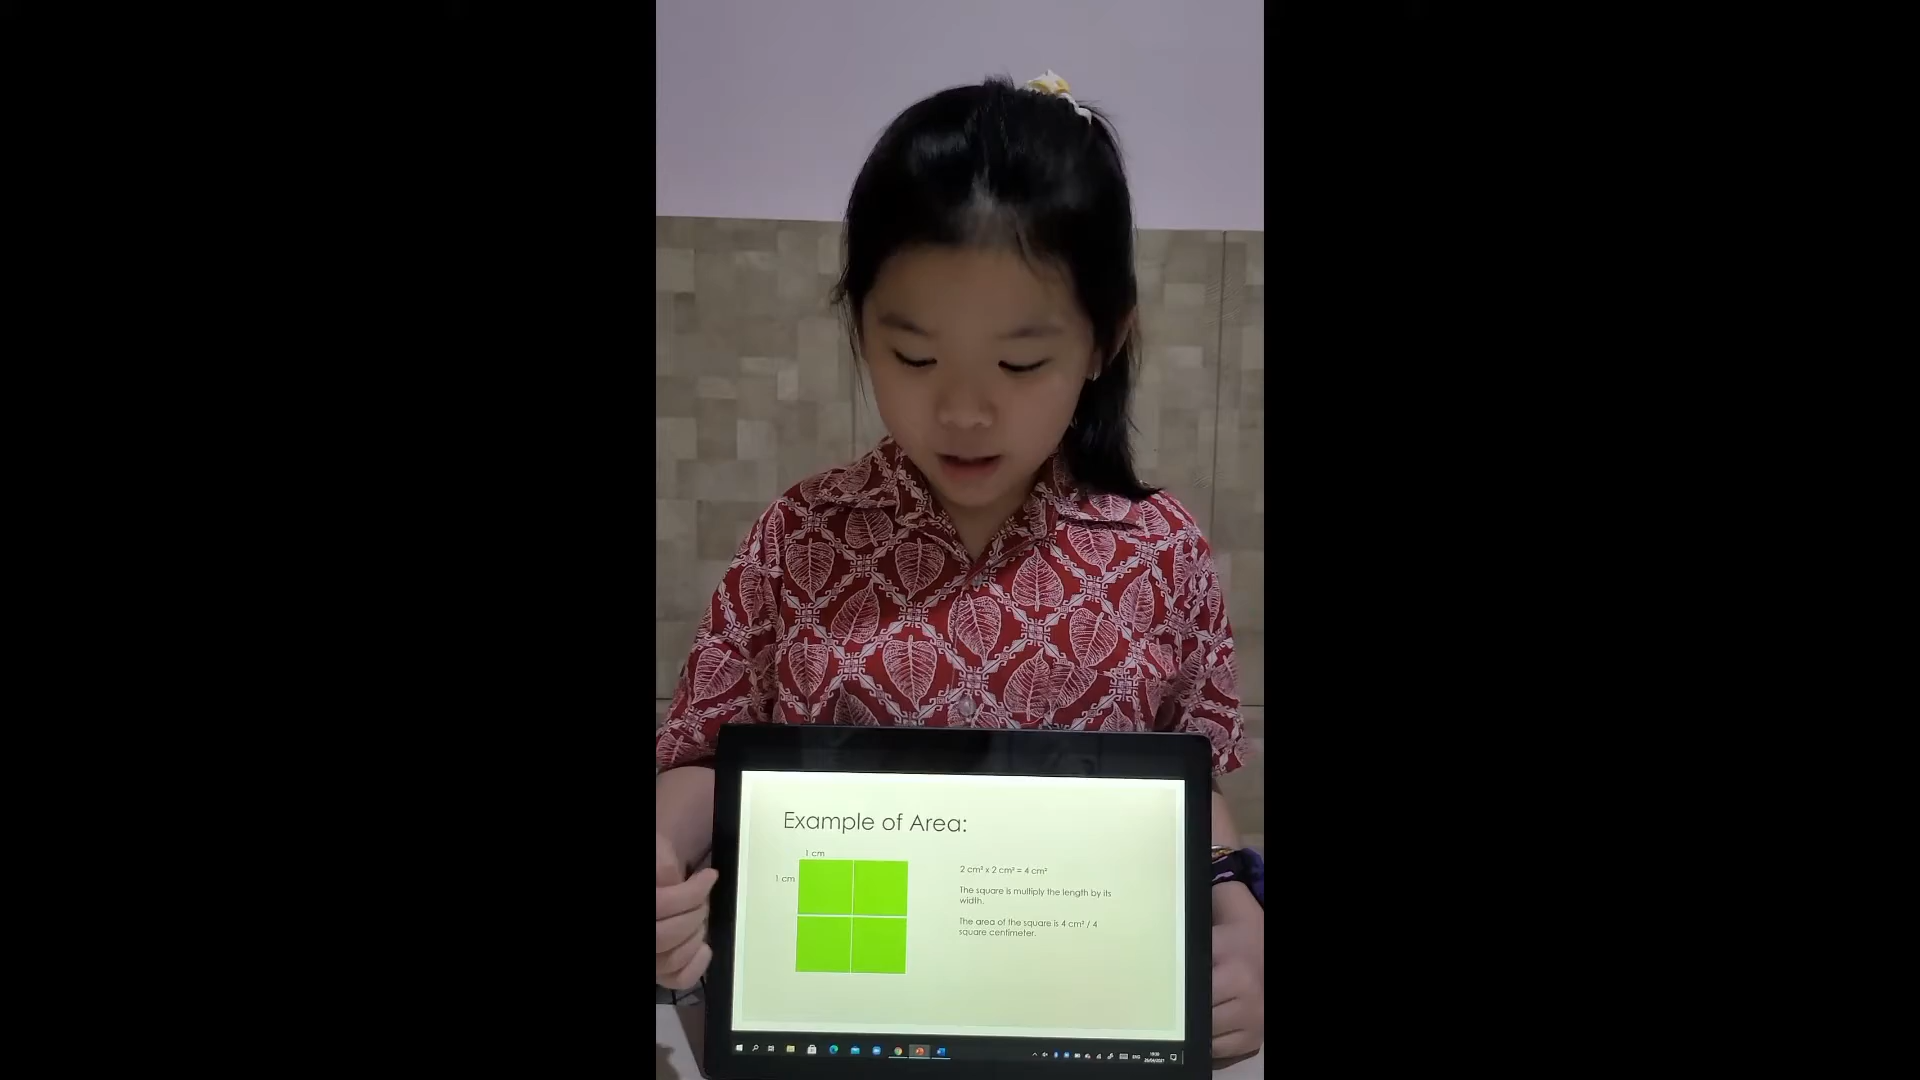 Example of Area:
1 cm
1 cm
2 cm² x 2 cm² = 4 cm²
The square is multiply the length by its
width.
The area of the square is 4 cm² / 4
square centimeter.